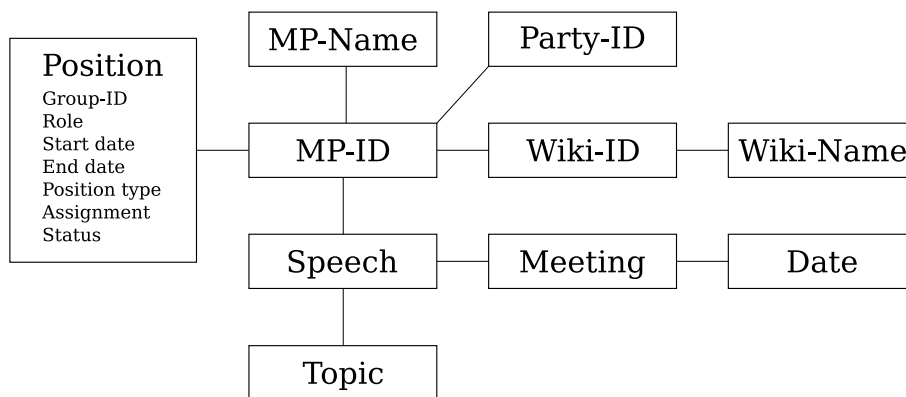 MP-Name
Party-ID
Position
Group-ID
Role
Start date
End date
Position type
Assignment
Status
MP-ID
Wiki-ID
Wiki-Name
Speech
Meeting
Date
Topic